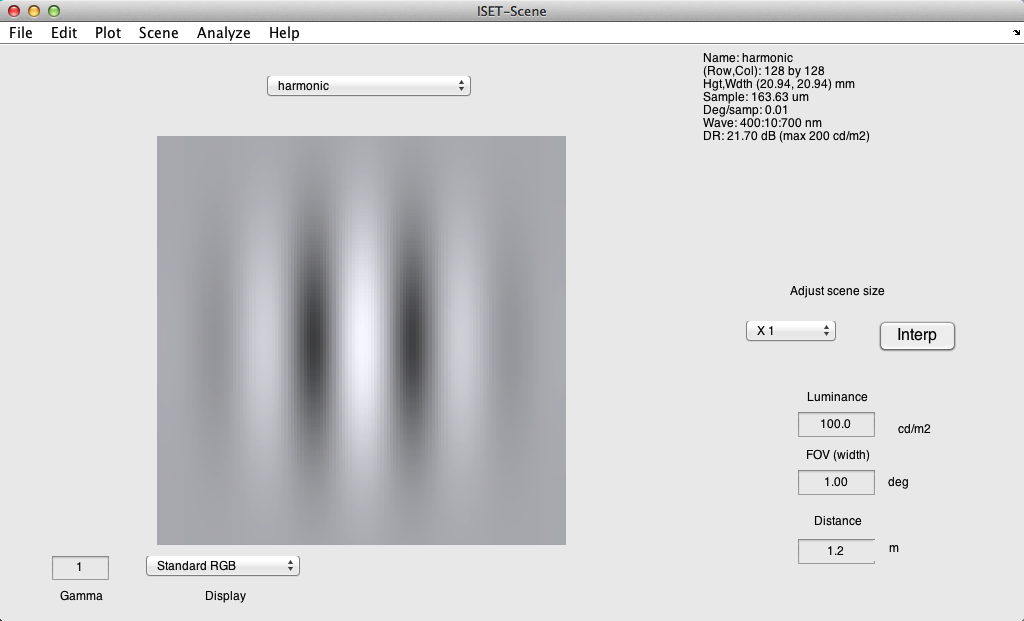 ISET-Scene
File Edit Plot Scene Analyze Help
harmonic
Name: harmonic
(Row,Col): 128 by 128
Hgt,Wdth (20.94, 20.94) mm
Sample: 163.63 um
Deg/samp: 0.01
Wave: 400:10:700 nm
DR: 21.70 dB (max 200 cd/m2)
Adjust scene size
X 1
Interp
Luminance
100.0 cd/m2
FOV (width)
1.00 deg
Distance
1.2 m
1 Standard RGB
Gamma Display